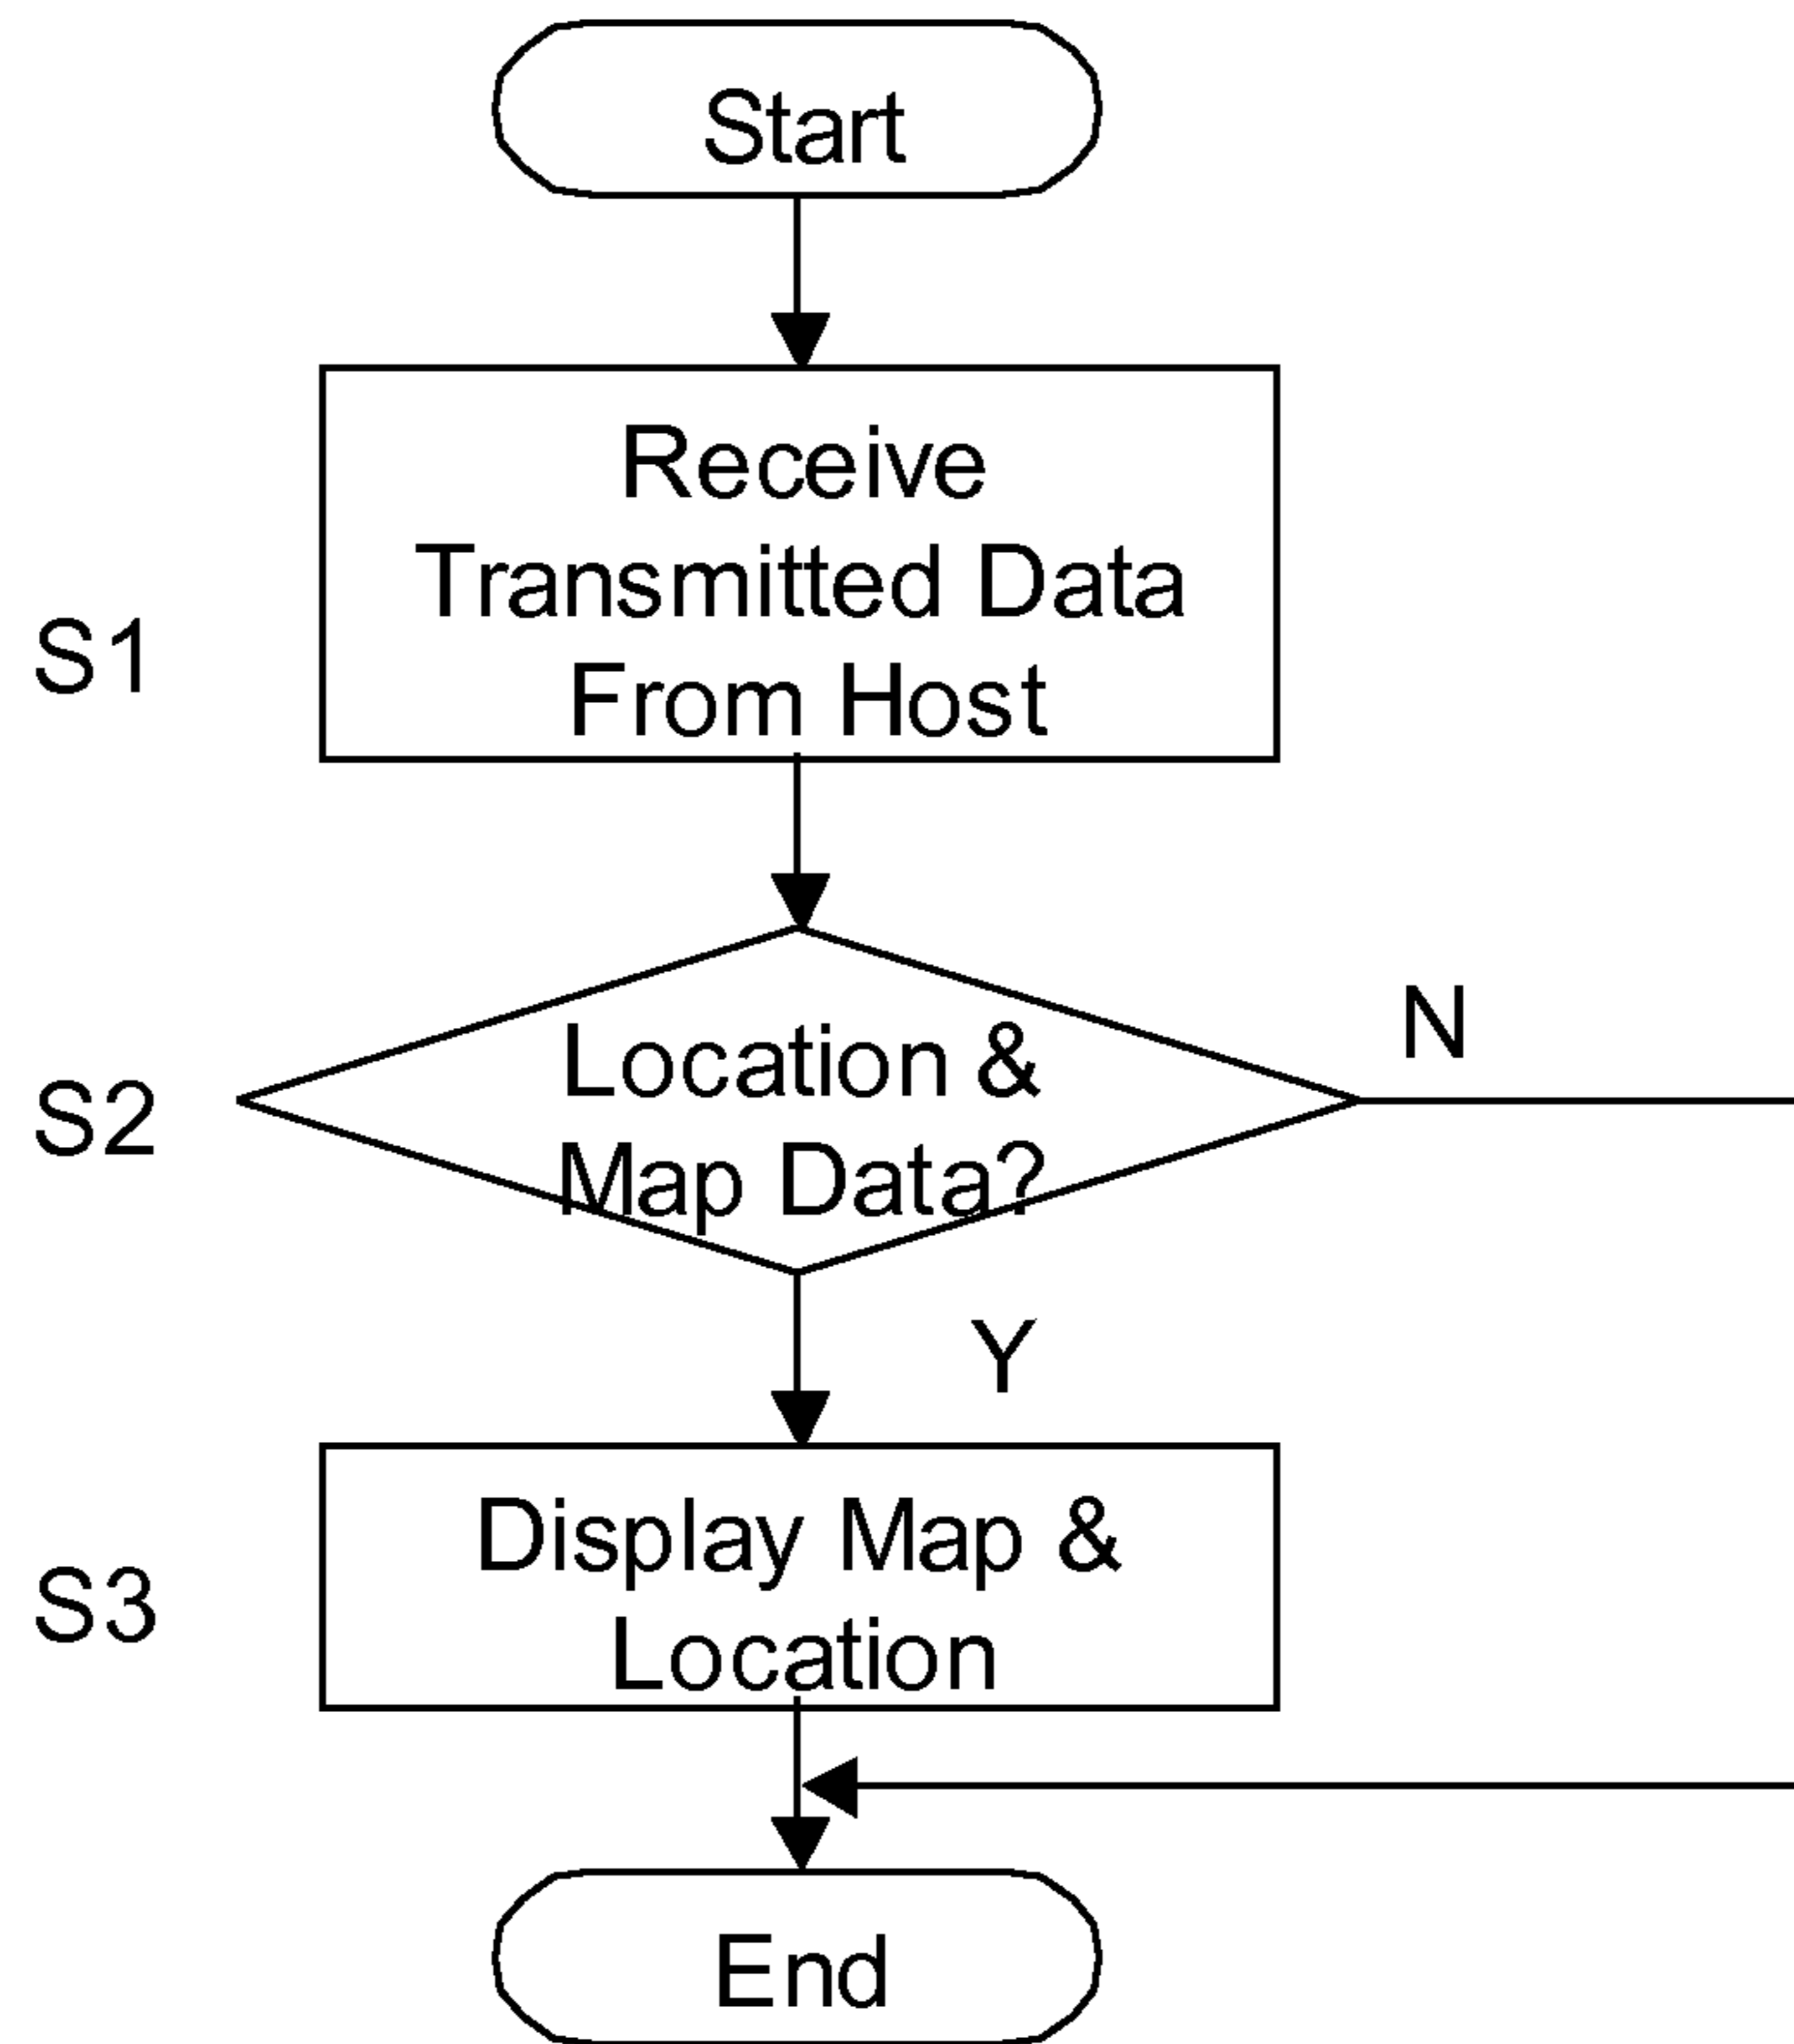 Start
Receive
Transmitted Data
From Host
S1
Location &
Map Data?
N
S2
Y
Display Map &
Location
S3
End